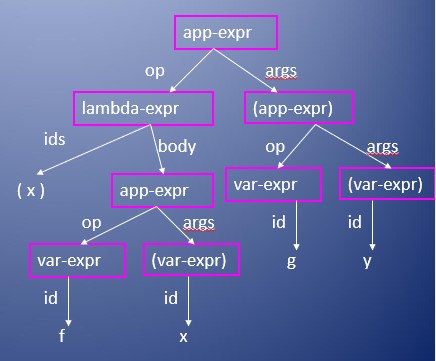 app-expr
op args
lambda-expr (app-expr)
ids body op args
( x ) app-expr var-expr (var-expr)
op args id id
var-expr (var-expr) g y
id id
f x